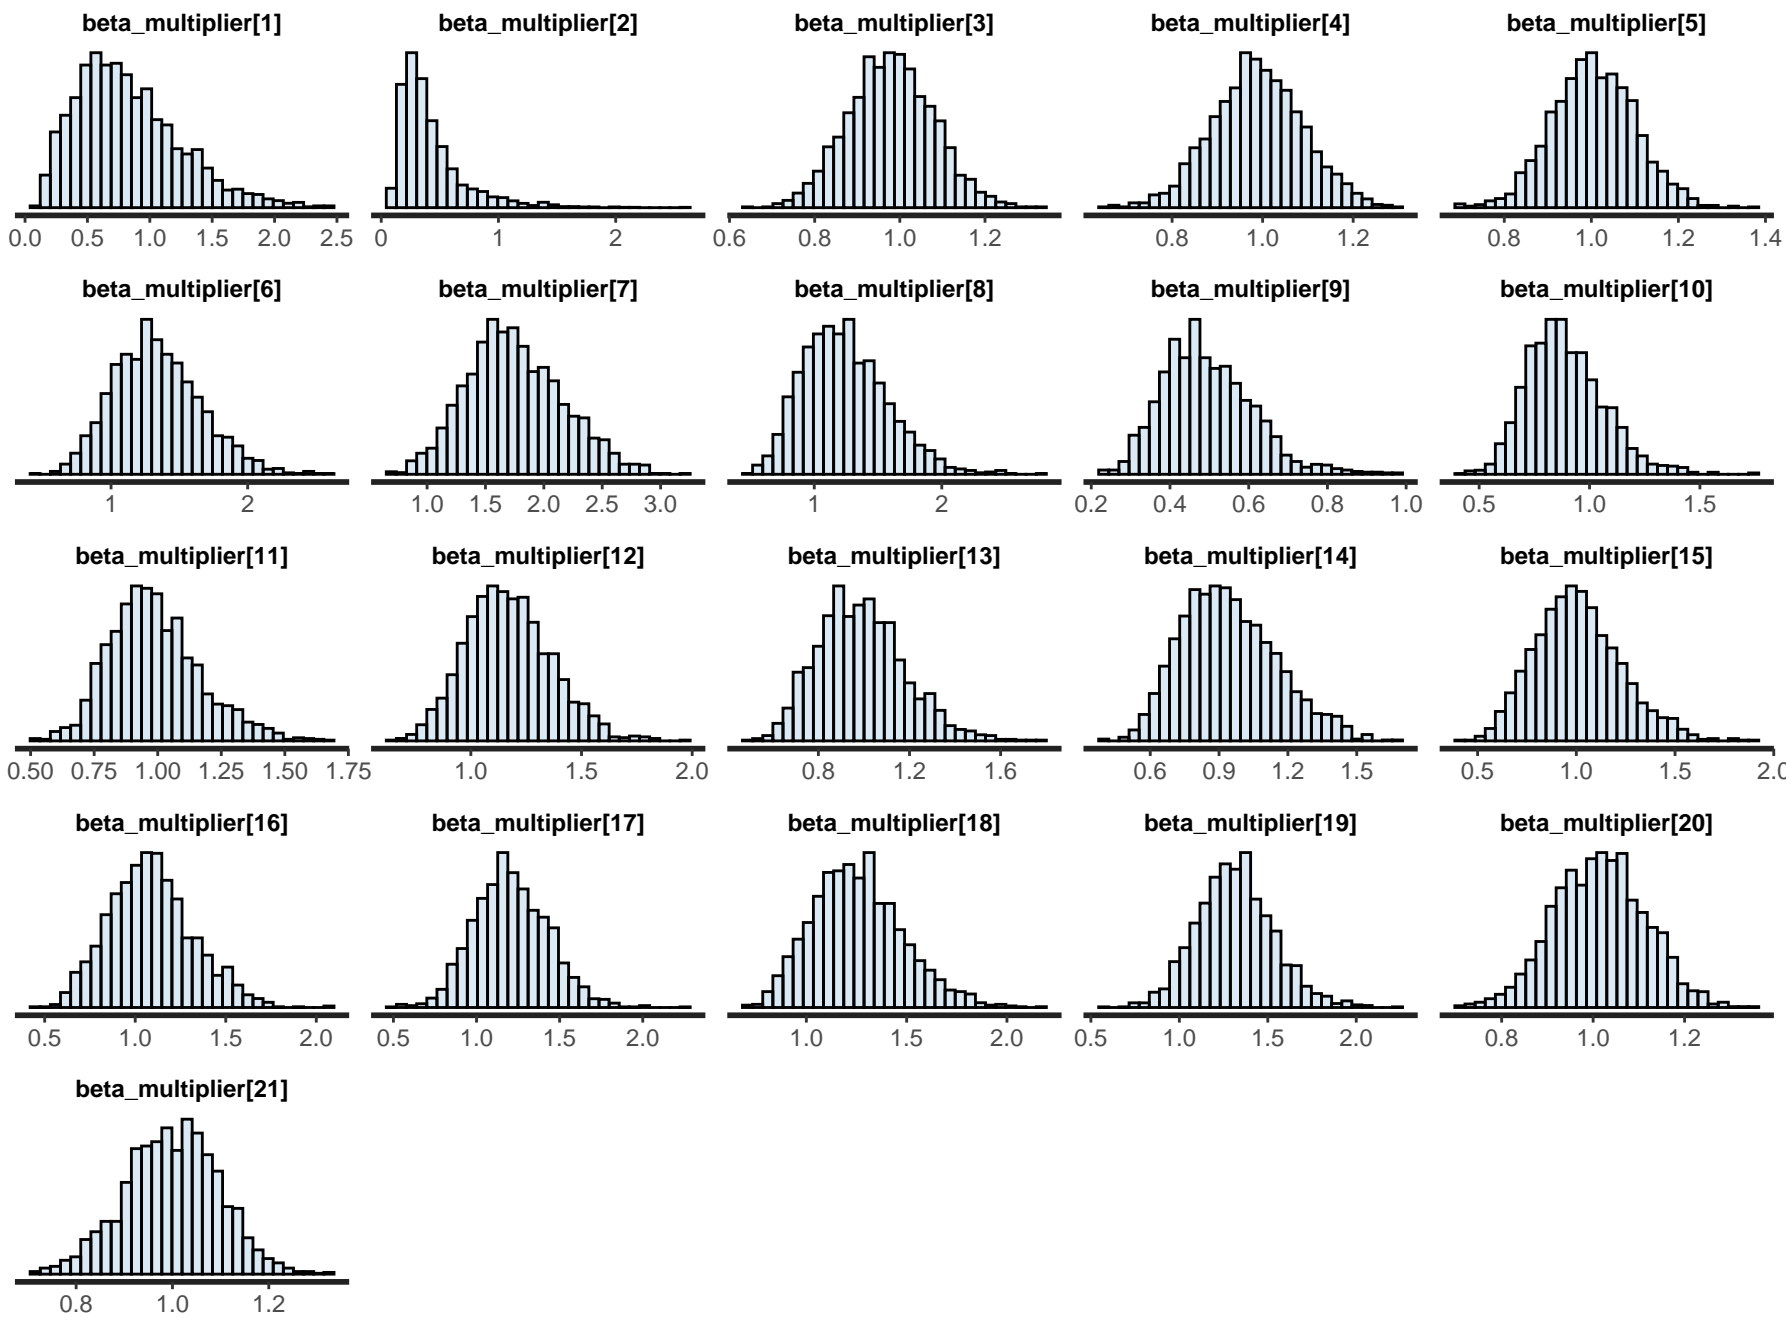 beta_multiplier[1] beta_multiplier[2] beta_multiplier[3] beta_multiplier[4] beta_multiplier[5]
0.0 0.5 1.0 1.5 2.0 2.5 0 1 2 0.6 0.8 1.0 1.2 0.8 1.0 1.2 0.8 1.0 1.2 1.4
beta_multiplier[6] beta_multiplier[7] beta_multiplier[8] beta_multiplier[9] beta_multiplier[10]
1 2 1.0 1.5 2.0 2.5 3.0 1 2 0.2 0.4 0.6 0.8 1.0 0.5 1.0 1.5
beta_multiplier[11] beta_multiplier[12] beta_multiplier[13] beta_multiplier[14] beta_multiplier[15]
0.50 0.75 1.00 1.25 1.50 1.75 1.0 1.5 2.0 0.8 1.2 1.6 0.6 0.9 1.2 1.5 0.5 1.0 1.5 2.0
beta_multiplier[16] beta_multiplier[17] beta_multiplier[18] beta_multiplier[19] beta_multiplier[20]
0.5 1.0 1.5 2.0 0.5 1.0 1.5 2.0 1.0 1.5 2.0 0.5 1.0 1.5 2.0 0.8 1.0 1.2
beta_multiplier[21]
0.8 1.0 1.2